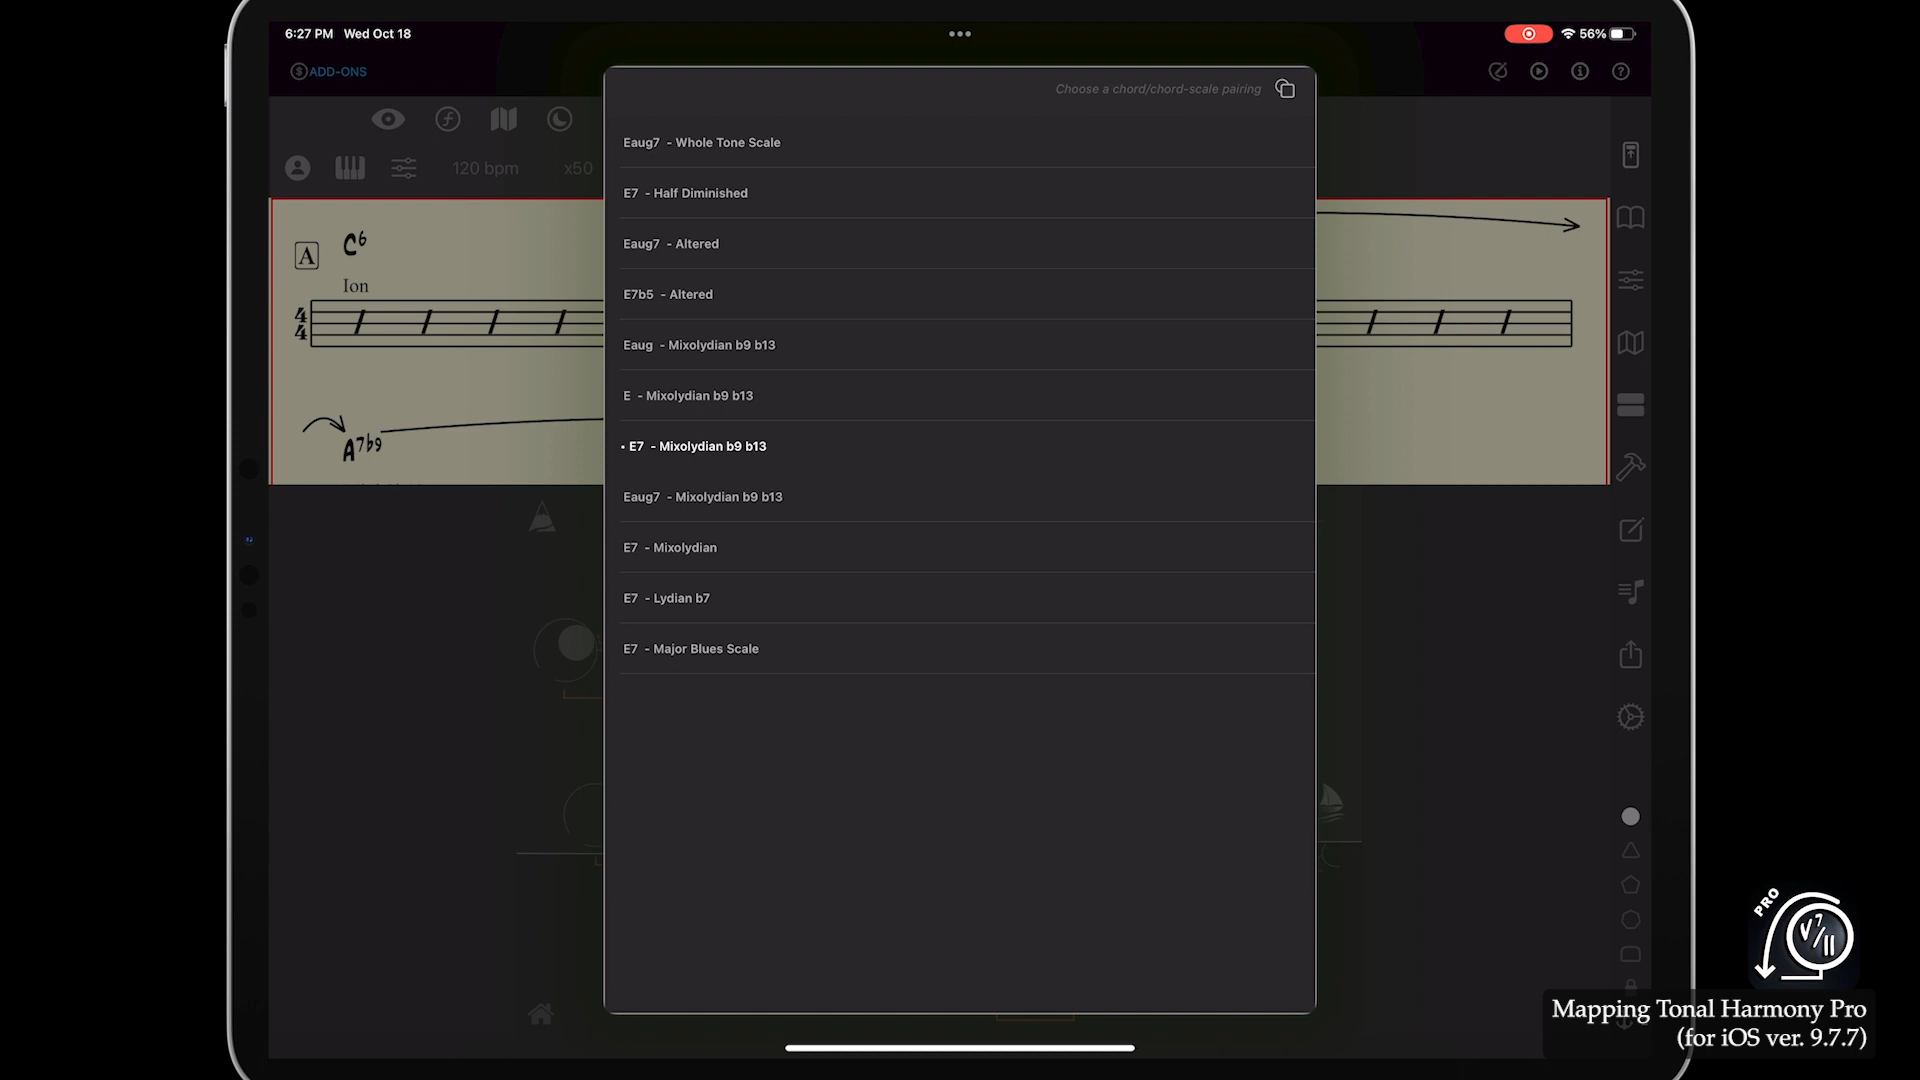 6:27 PM Wed Oct 18
56%
ADD-ONS
Choose a chord/chord-scale pairing
120 bpm x50
Eaug7 - Whole Tone Scale
E7 - Half Diminished
Eaug7 - Altered
E7b5 - Altered
Eaug - Mixolydian b9 b13
E - Mixolydian b9 b13
• E7 - Mixolydian b9 b13
Eaug7 - Mixolydian b9 b13
E7 - Mixolydian
E7 - Lydian b7
E7 - Major Blues Scale
A
C6
Ion
4
4
A7b9
PRO
V7/II
Mapping Tonal Harmony Pro
(for iOS ver. 9.7.7)